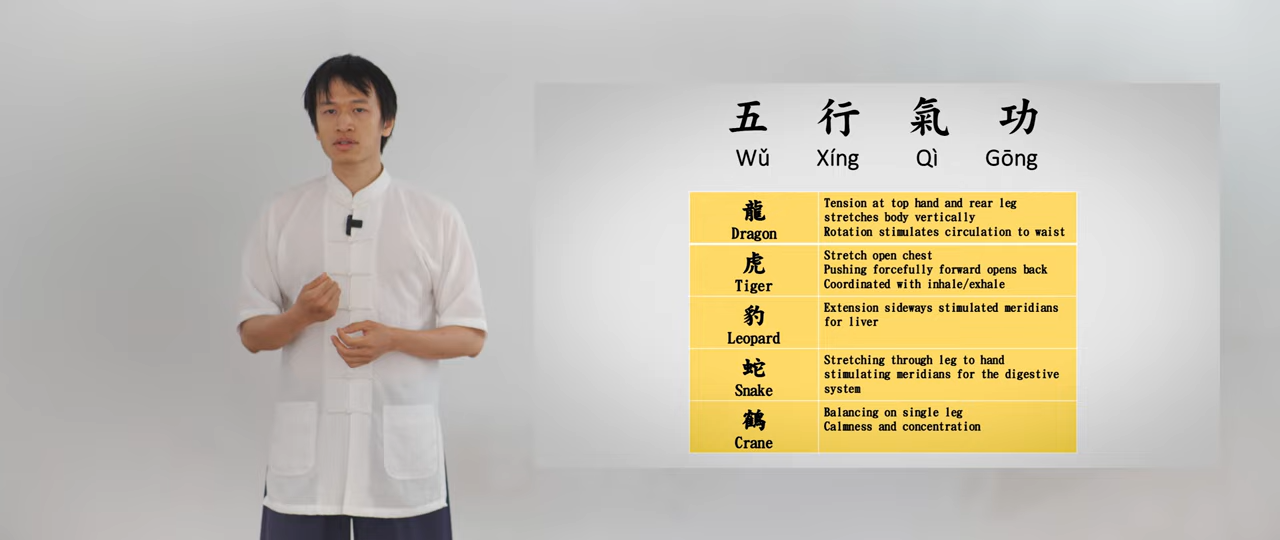 五 行 氣 功
Wǔ Xíng Qì Gōng
龍
Dragon
Tension at top hand and rear leg
stretches body vertically
Rotation stimulates circulation to waist
虎
Tiger
Stretch open chest
Pushing forcefully forward opens back
Coordinated with inhale/exhale
豹
Leopard
Extension sideways stimulated meridians
for liver
蛇
Snake
Stretching through leg to hand
stimulating meridians for the digestive
system
鶴
Crane
Balancing on single leg
Calmness and concentration